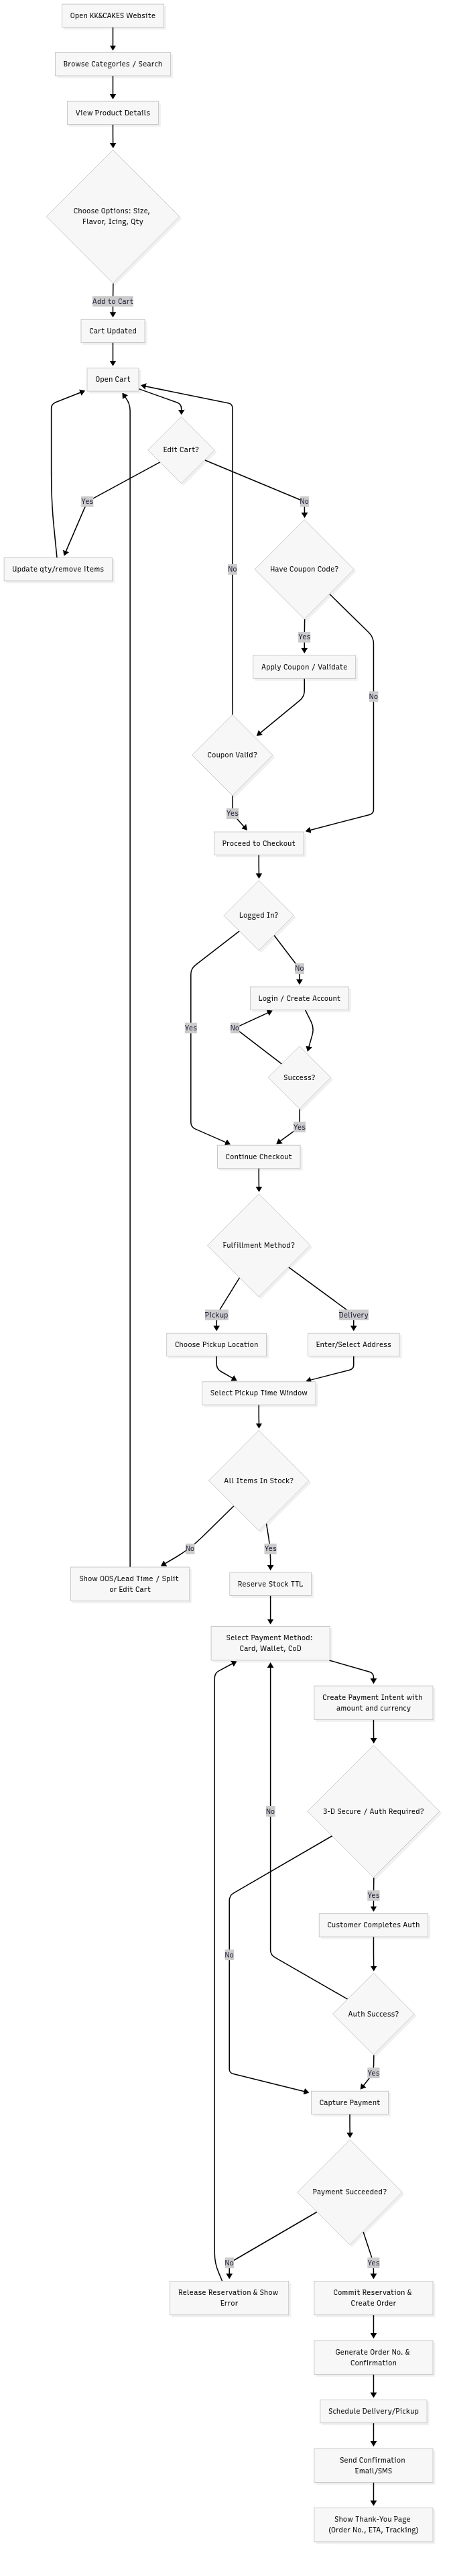 Open KK&CAKES Website
Browse Categories / Search
View Product Details
Choose Options: Size,
Flavor, Icing, Qty
Add to Cart
Cart Updated
Open Cart
Edit Cart?
Yes
No
Update qty/remove items
No
Have Coupon Code?
Yes
Apply Coupon / Validate
No
Coupon Valid?
Yes
Proceed to Checkout
Logged In?
No
Login / Create Account
Yes
No
Success?
Yes
Continue Checkout
Fulfillment Method?
Pickup
Delivery
Choose Pickup Location
Enter/Select Address
Select Pickup Time Window
All Items In Stock?
No
Yes
Show OOS/Lead Time / Split
or Edit Cart
Reserve Stock TTL
Select Payment Method:
Card, Wallet, CoD
Create Payment Intent with
amount and currency
No
3-D Secure / Auth Required?
Yes
Customer Completes Auth
No
Auth Success?
Yes
Capture Payment
Payment Succeeded?
No
Yes
Release Reservation & Show
Error
Commit Reservation &
Create Order
Generate Order No. &
Confirmation
Schedule Delivery/Pickup
Send Confirmation
Email/SMS
Show Thank-You Page
(Order No., ETA, Tracking)